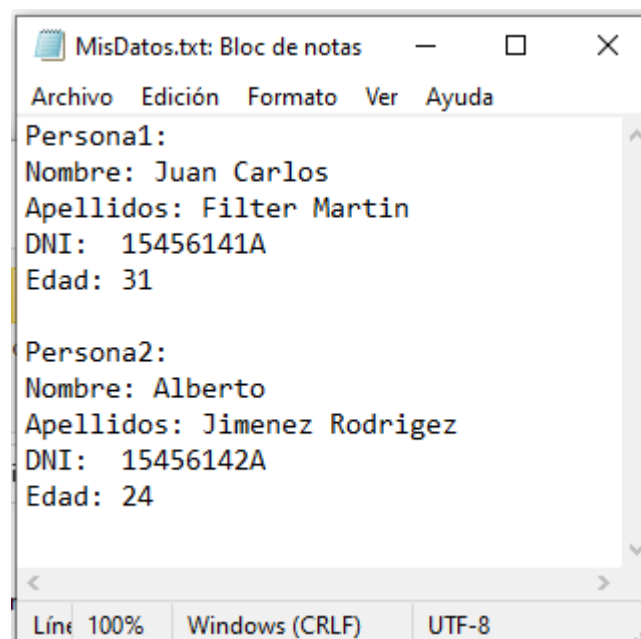 MisDatos.txt: Bloc de notas
Archivo Edición Formato Ver Ayuda
Persona1:
Nombre: Juan Carlos
Apellidos: Filter Martin
DNI:  15456141A
Edad: 31

Persona2:
Nombre: Alberto
Apellidos: Jimenez Rodrigez
DNI:  15456142A
Edad: 24
100% Windows (CRLF) UTF-8